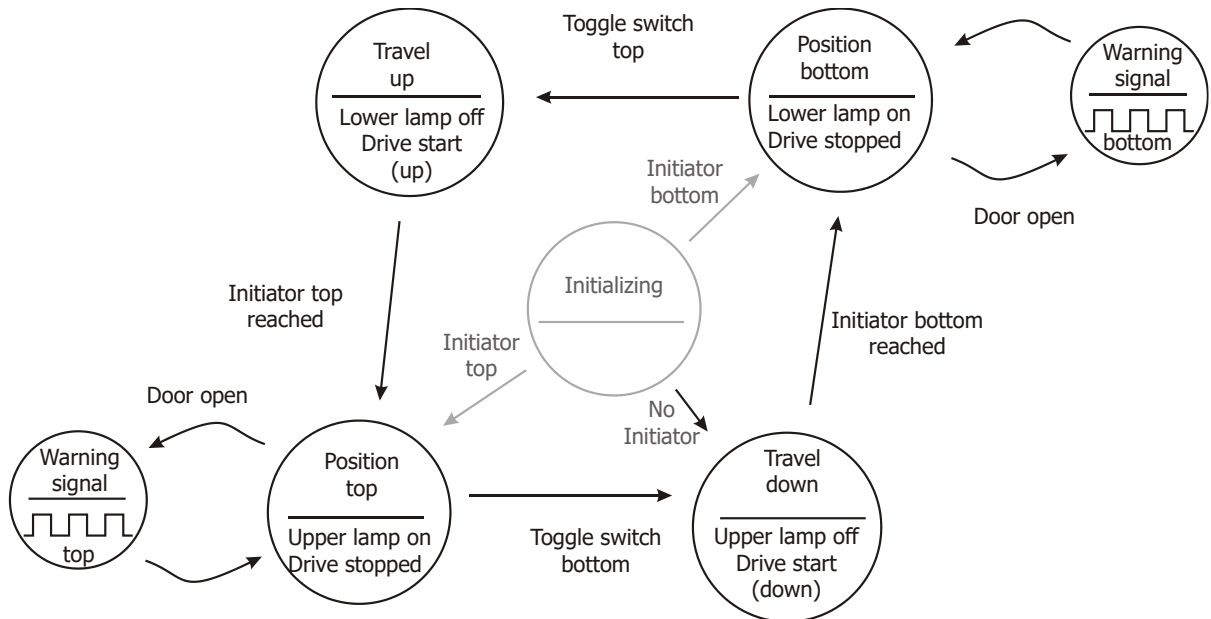 Toggle switch
top
Travel
up
Lower lamp off
Drive start
(up)
Position
bottom
Lower lamp on
Drive stopped
Warning
signal
bottom
Door open
Initiator
bottom
Initializing
Initiator top
reached
Initiator
top
No
Initiator
Initiator bottom
reached
Door open
Warning
signal
top
Position
top
Upper lamp on
Drive stopped
Toggle switch
bottom
Travel
down
Upper lamp off
Drive start
(down)